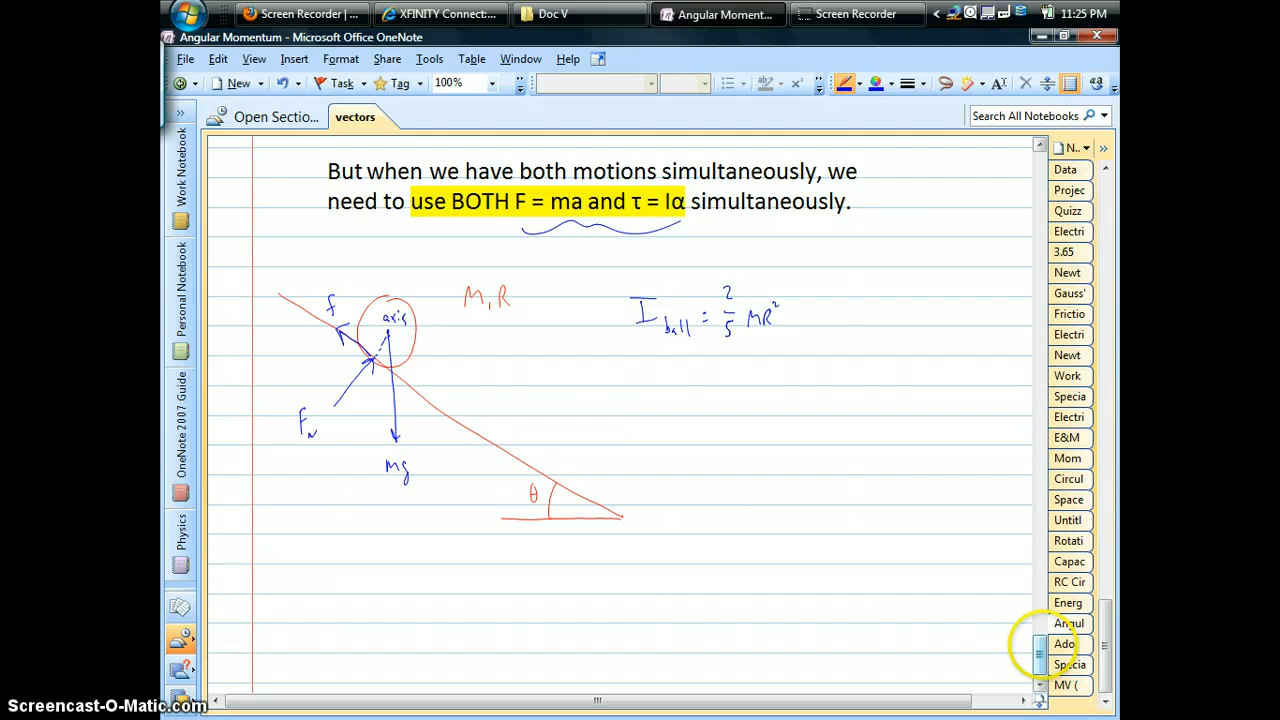 Screen Recorder | ...
XFINITY Connect:...
Doc V
Angular Moment...
Screen Recorder
11:25 PM
Angular Momentum - Microsoft Office OneNote
File Edit View Insert Format Share Tools Table Window Help
New Task Tag 100%
Open Sectio... vectors
Search All Notebooks
N..
Work Notebook
Personal Notebook
OneNote 2007 Guide
Physics
But when we have both motions simultaneously, we
need to use BOTH F = ma and τ = Iα simultaneously.
f
axis
M, R
I ball = 2/5 MR²
F_N
Mg
θ
Data
Projec
Quizz
Electri
3.65
Newt
Gauss'
Frictio
Electri
Newt
Work
Specia
Electri
E&M
Mom
Circul
Space
Untitl
Rotati
Capac
RC Cir
Energ
Angul
Ado
Specia
MV (
Screencast-O-Matic.com